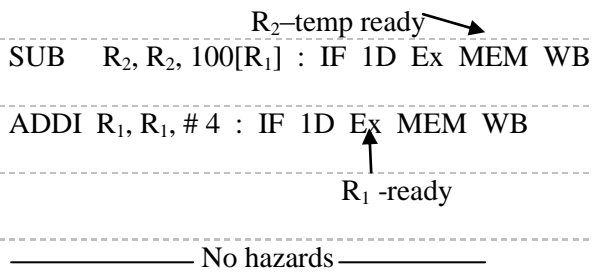 R₂–temp ready
SUB R₂, R₂, 100[R₁] : IF 1D Ex MEM WB
ADDI R₁, R₁, # 4 : IF 1D Ex MEM WB
R₁ -ready
No hazards